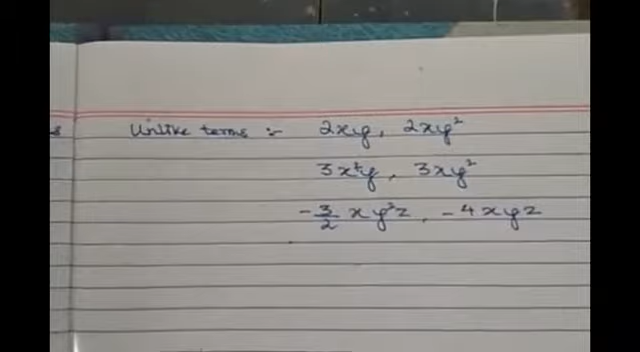 s Unlike terms :- 2xy, 2xy²
3x²y, 3xy²
-3/2 xy²z, -4xyz